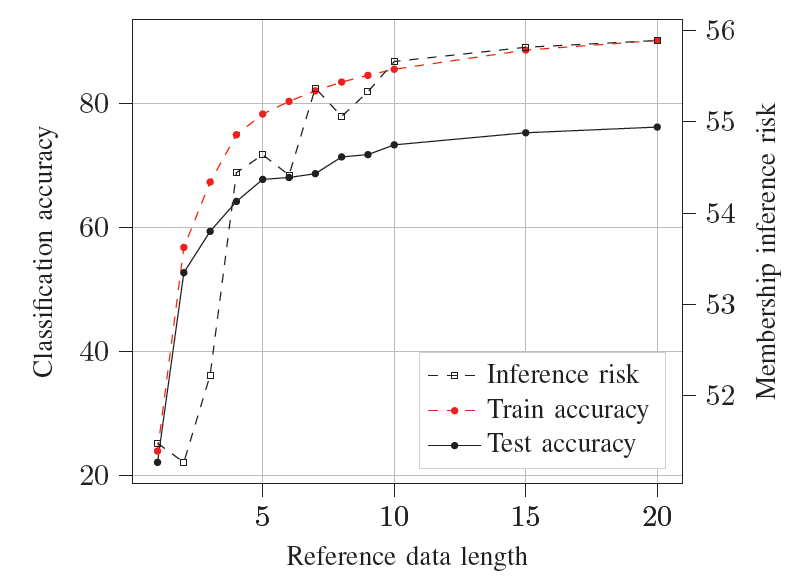 56
80
55
Classification accuracy
Membership inference risk
60
54
53
40
Inference risk
52
Train accuracy
Test accuracy
20
5
10
15
20
Reference data length